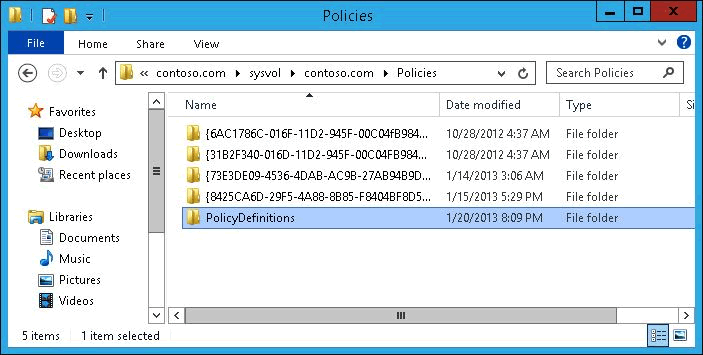 Policies
File Home Share View
« contoso.com ▸ sysvol ▸ contoso.com ▸ Policies Search Policies
Favorites
Desktop
Downloads
Recent places
Libraries
Documents
Music
Pictures
Videos
Name Date modified Type Si
{6AC1786C-016F-11D2-945F-00C04fB984... 10/28/2012 4:37 AM File folder
{31B2F340-016D-11D2-945F-00C04FB984... 10/28/2012 4:37 AM File folder
{73E3DE09-4536-4DAB-AC9B-27AB94B9D... 1/14/2013 3:06 AM File folder
{8425CA6D-29F5-4A88-8B85-F8404BF8D5... 1/15/2013 5:29 PM File folder
PolicyDefinitions 1/20/2013 8:09 PM File folder
5 items 1 item selected